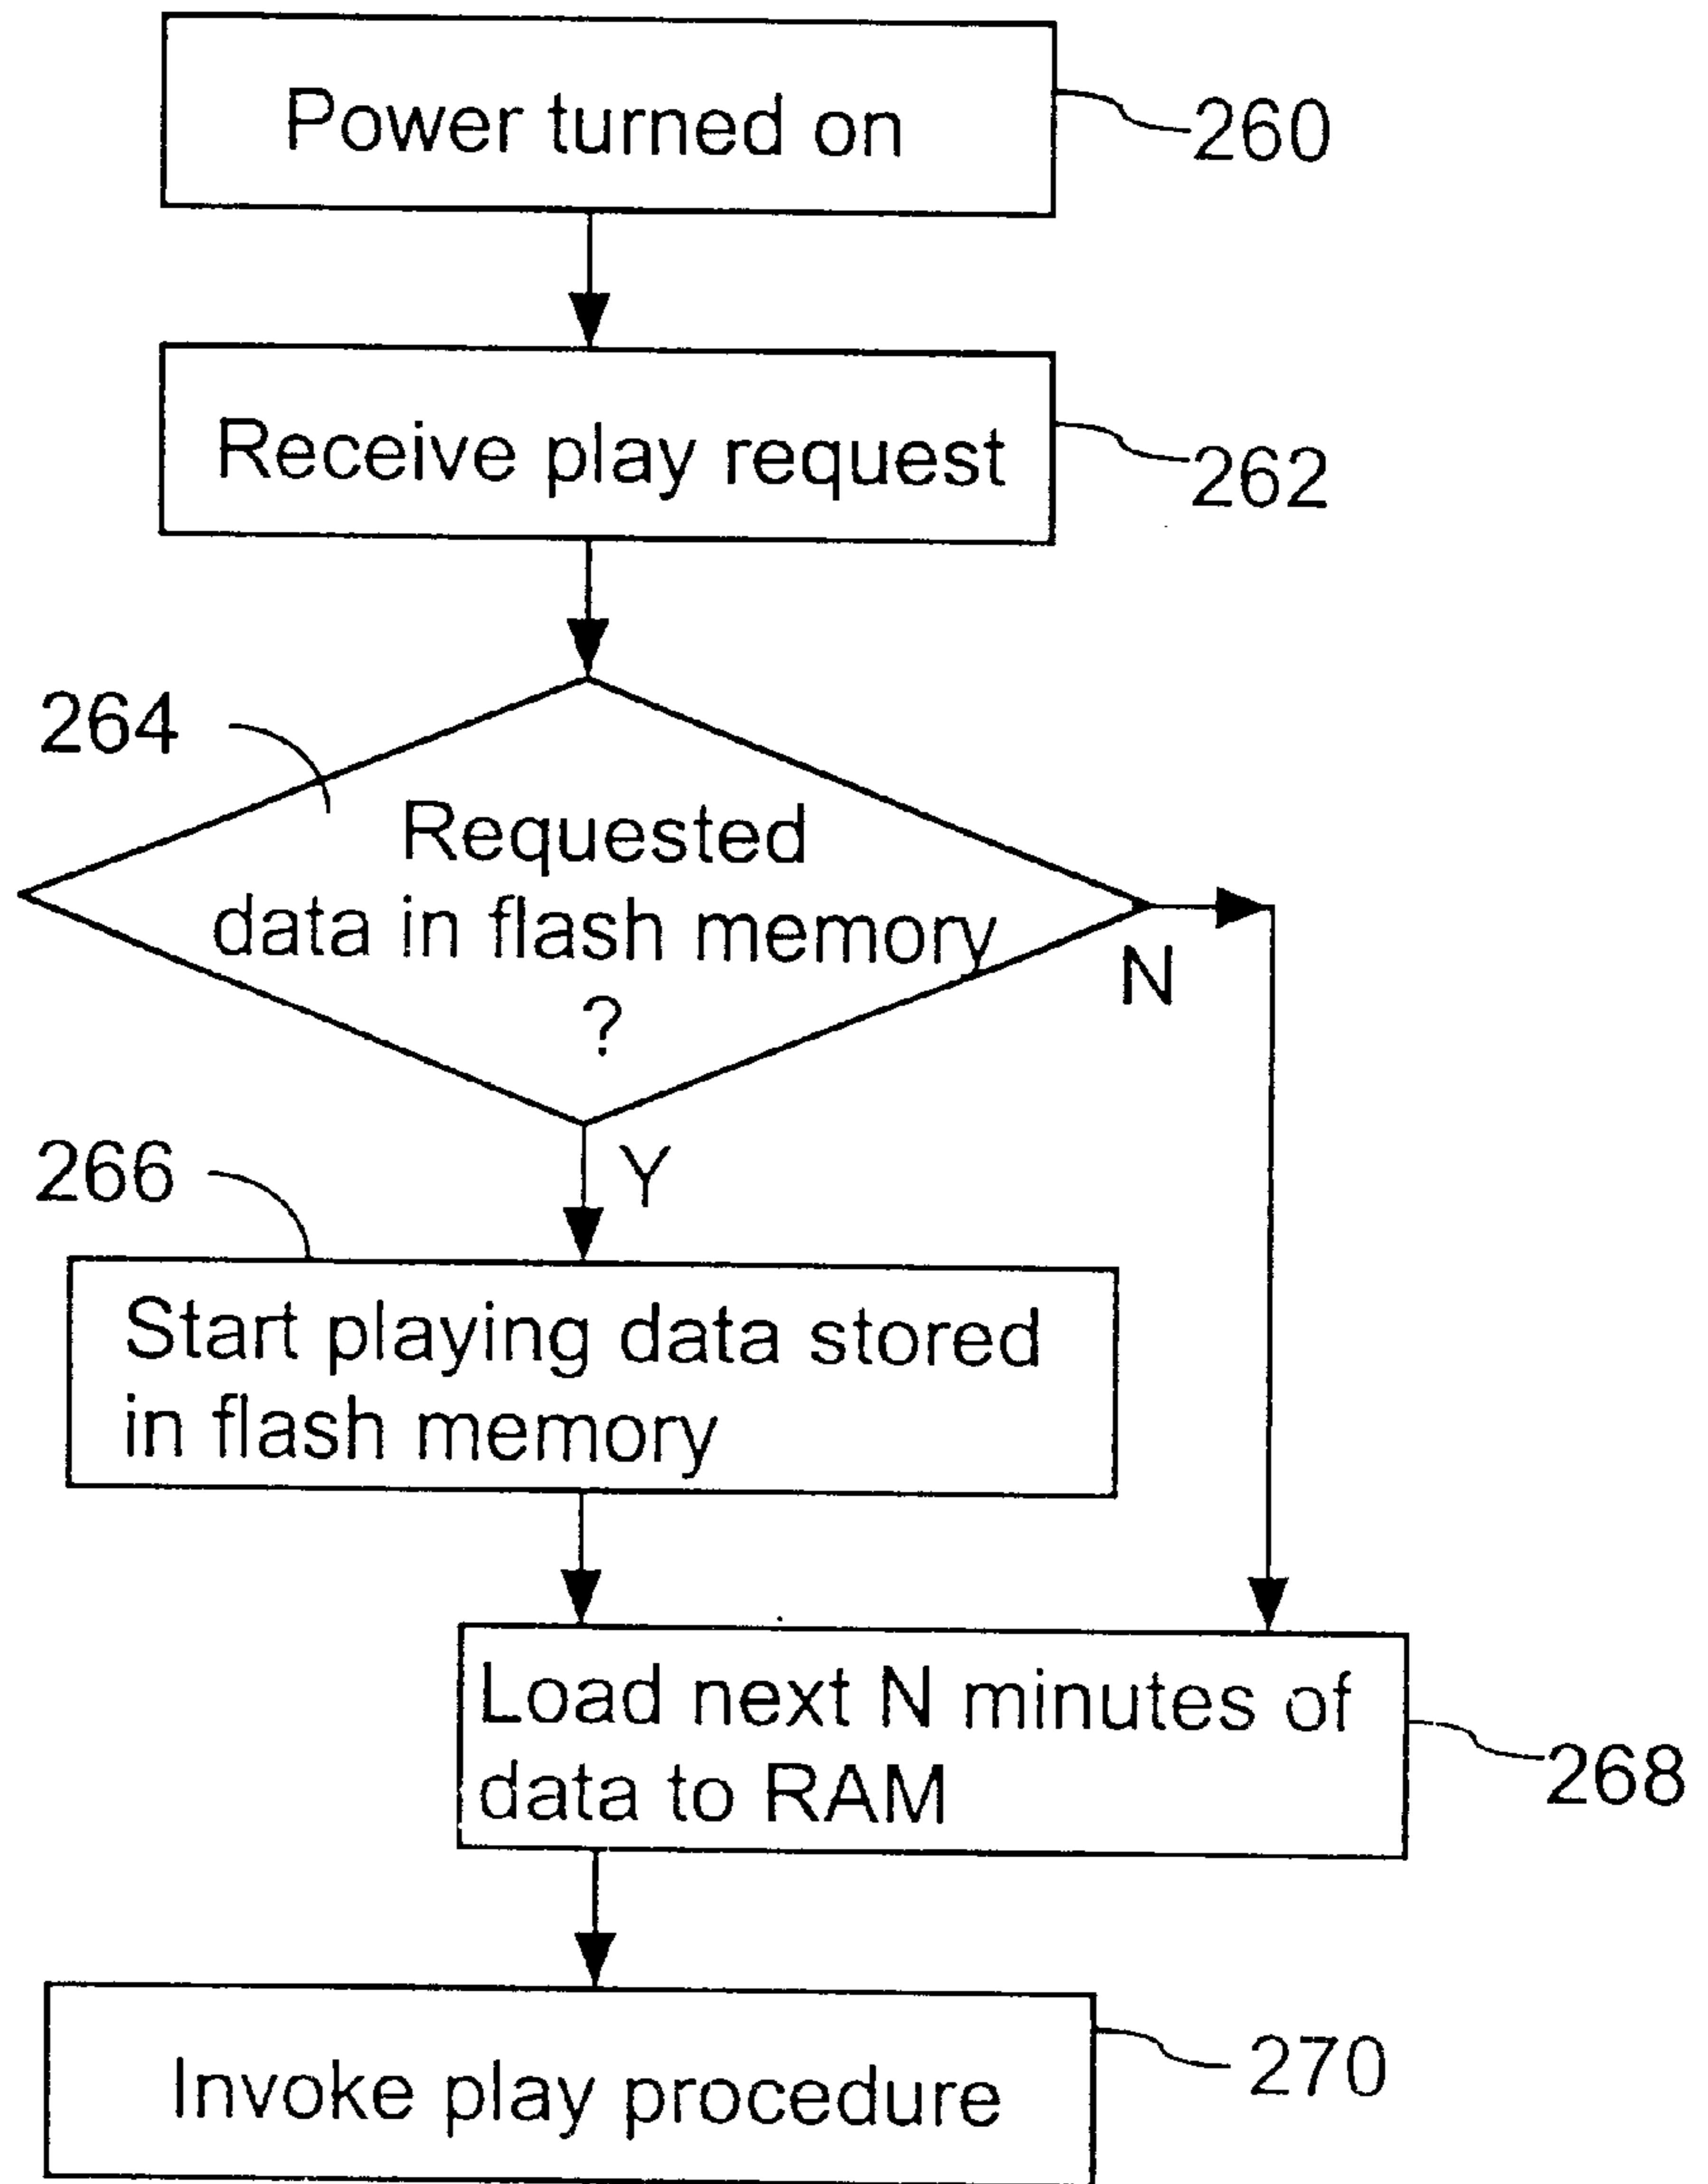 Power turned on
260
Receive play request
262
264
Requested
data in flash memory
?
N
Y
266
Start playing data stored
in flash memory
Load next N minutes of
data to RAM
268
Invoke play procedure
270